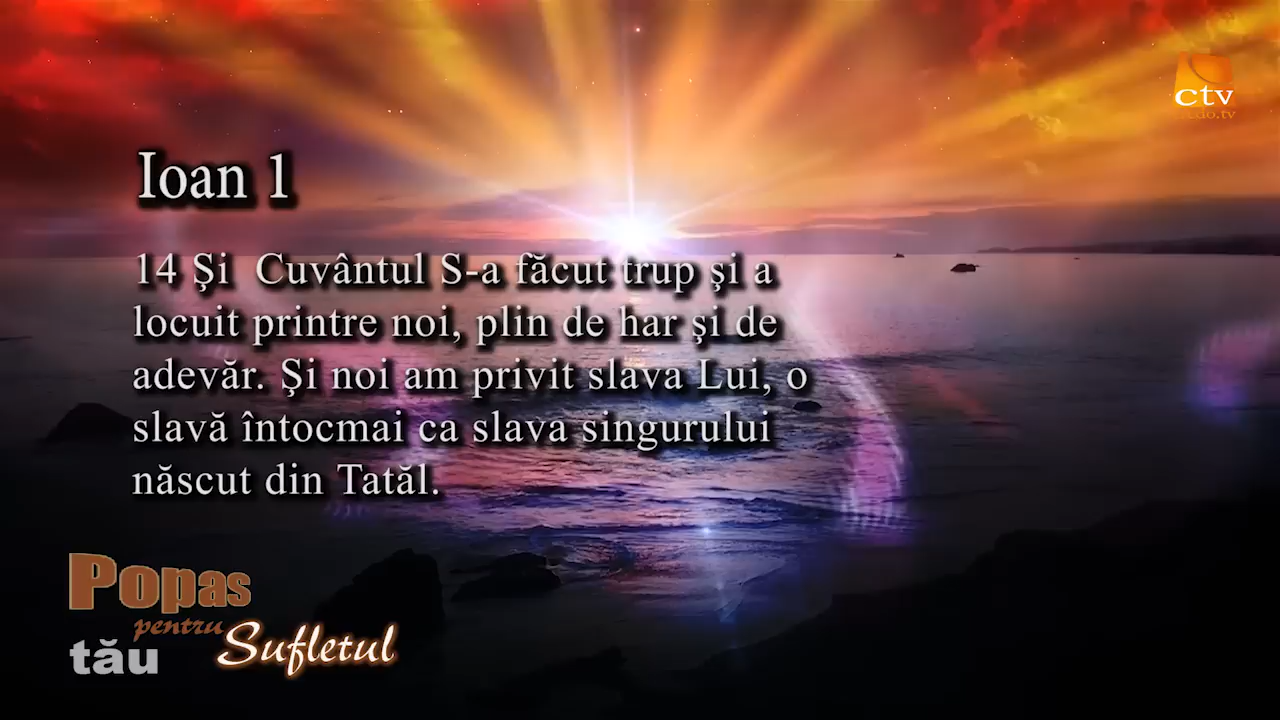 ctv
Ioan 1
14 Şi  Cuvântul S-a făcut trup şi a
locuit printre noi, plin de har şi de
adevăr. Şi noi am privit slava Lui, o
slavă întocmai ca slava singurului
născut din Tatăl.
Popas
pentru
tău Sufletul